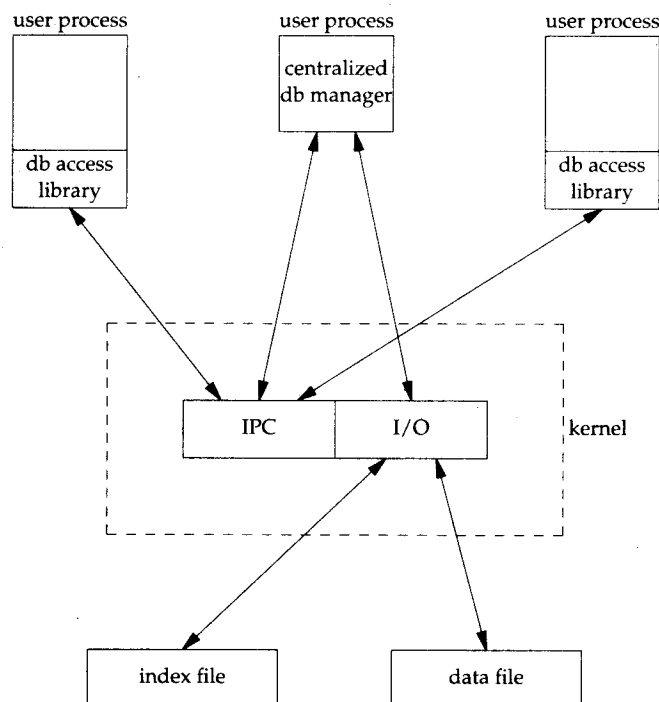 user process
user process
user process
centralized
db manager
db access
library
db access
library
IPC
I/O
kernel
index file
data file